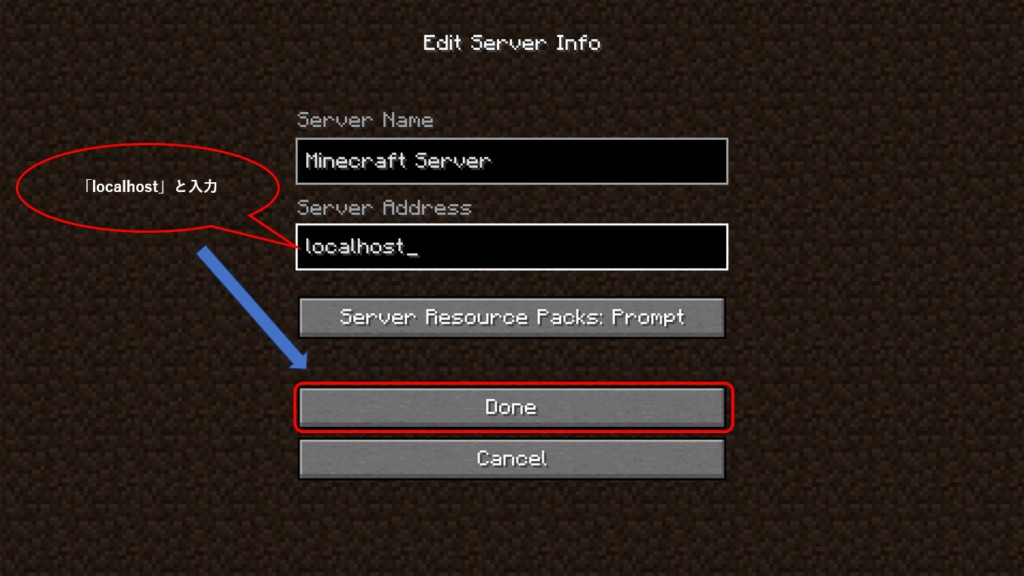 Edit Server Info
Server Name
Minecraft Server
「localhost」と入力
Server Address
localhost_
Server Resource Packs: Prompt
Done
Cancel